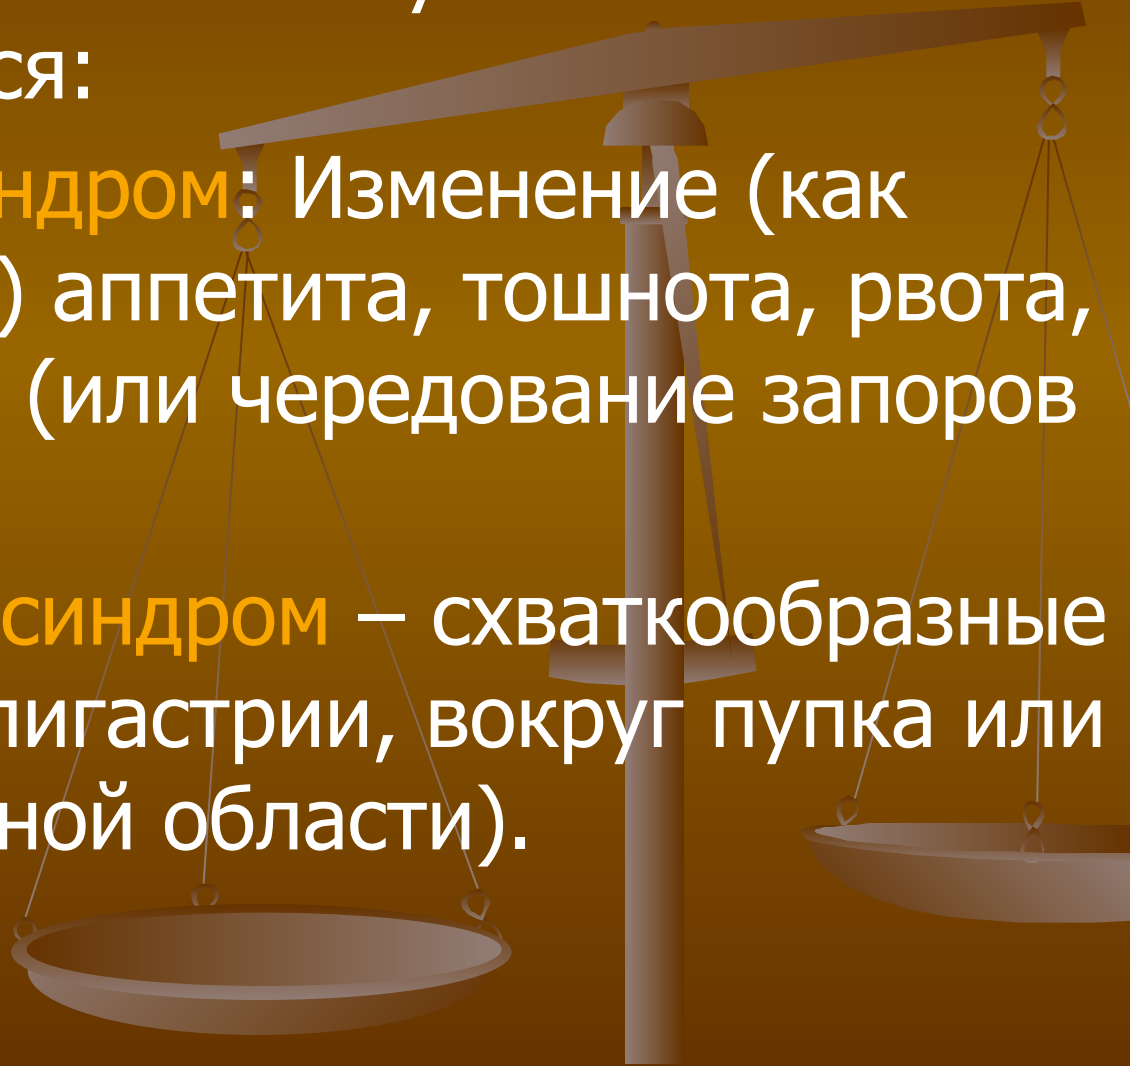 ся:
ндром: Изменение (как
) аппетита, тошнота, рвота,
(или чередование запоров
синдром – схваткообразные
пигастрии, вокруг пупка или
ной области).